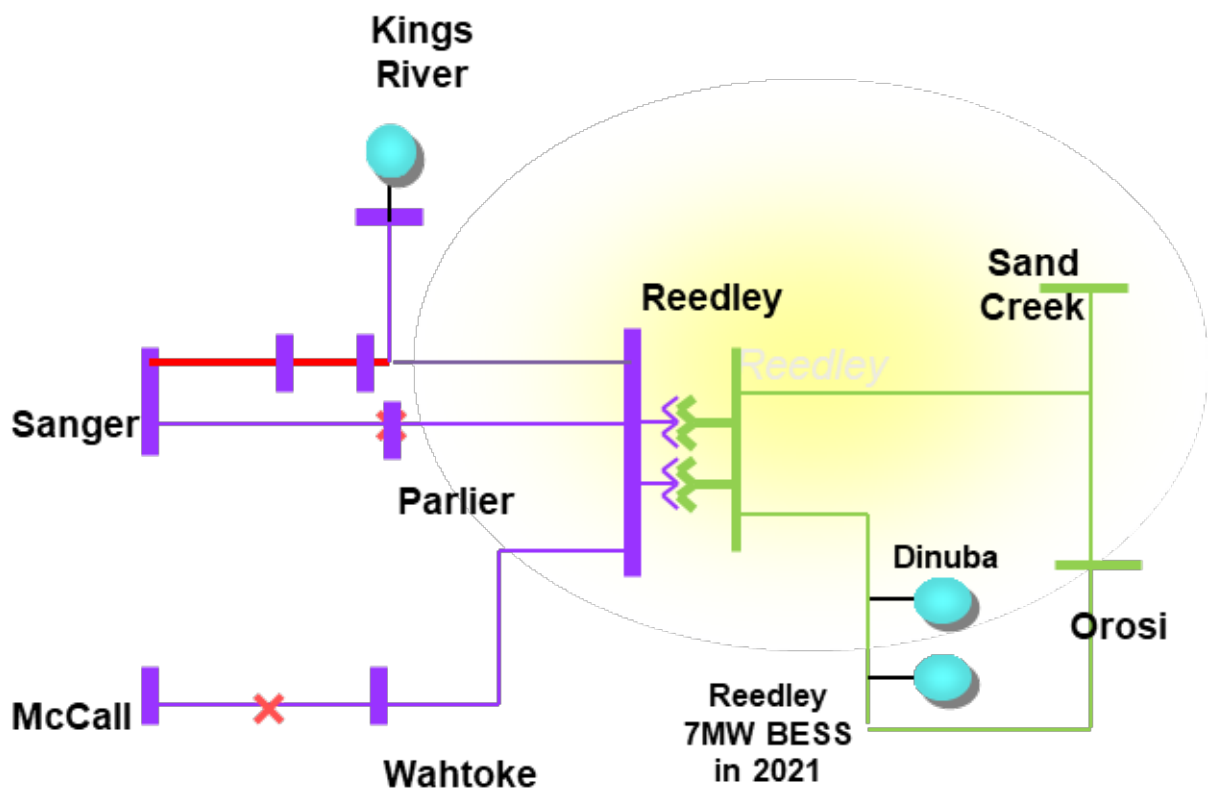 Kings
River
Sand
Creek
Reedley
Reedley
Sanger
Parlier
Dinuba
Orosi
McCall
Reedley
7MW BESS
in 2021
Wahtoke